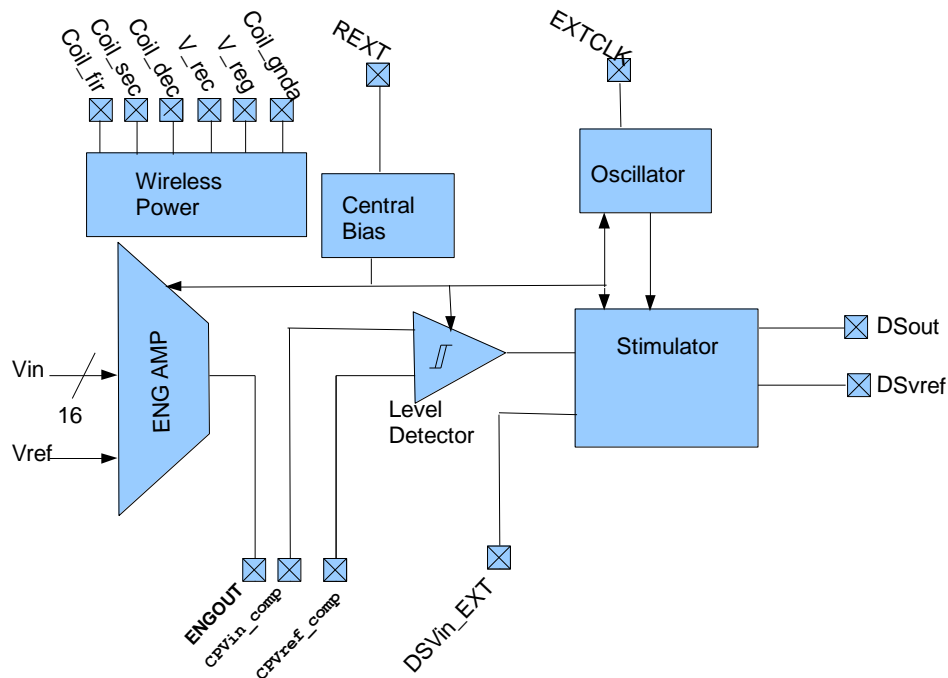 Coil_fir
Coil_sec
Coil_dec
V_rec
V_reg
Coil_gnda
REXT
EXTCLK
Wireless
Power
Central
Bias
Oscillator
Vin
16
Vref
ENG AMP
Level
Detector
Stimulator
DSout
DSvref
ENGOUT
CPVin_comp
CPVref_comp
DSVin_EXT